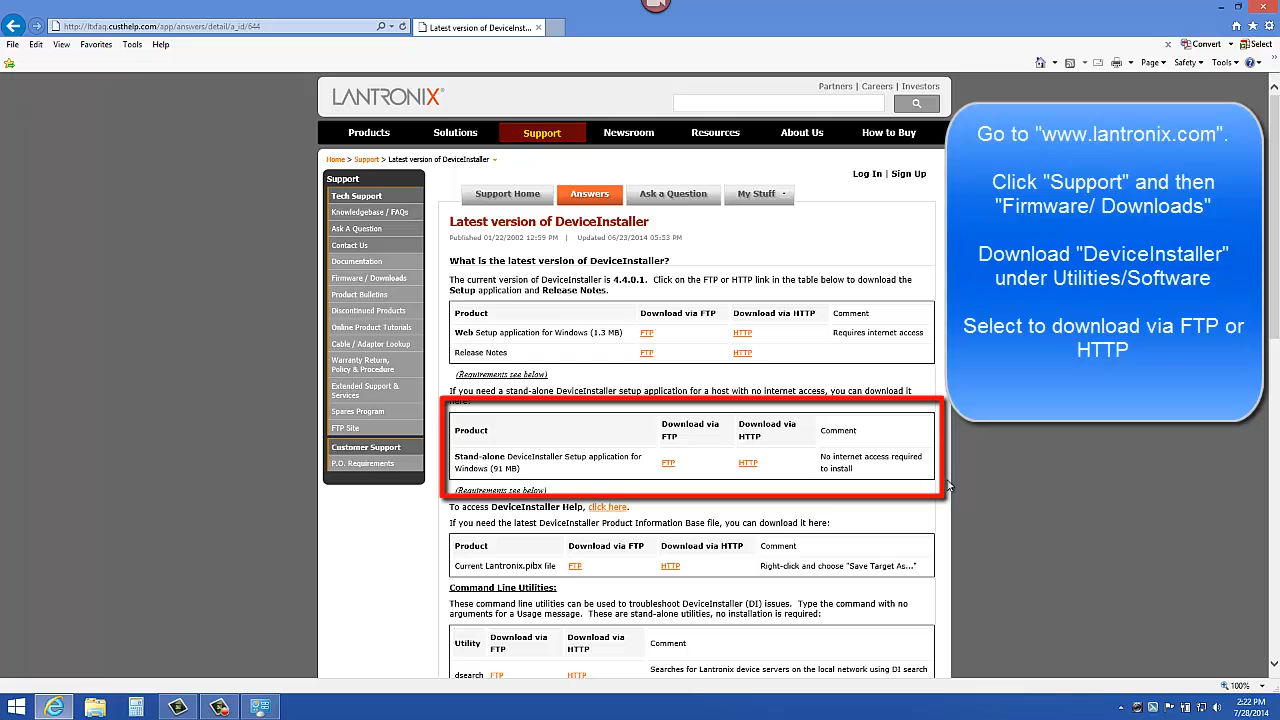 http://ltxfaq.custhelp.com/app/answers/detail/a_id/644
Latest version of DeviceInst...
File Edit View Favorites Tools Help
Convert Select
Page Safety Tools
LANTRONIX
Partners | Careers | Investors
Products Solutions Support Newsroom Resources About Us How to Buy
Home > Support > Latest version of DeviceInstaller
Log In | Sign Up
Support
Tech Support
Knowledgebase / FAQs
Ask A Question
Contact Us
Documentation
Firmware / Downloads
Product Bulletins
Discontinued Products
Online Product Tutorials
Cable / Adaptor Lookup
Warranty Return,
Policy & Procedure
Extended Support &
Services
Spares Program
FTP Site
Customer Support
P.O. Requirements
Support Home Answers Ask a Question My Stuff
Latest version of DeviceInstaller
Published 01/22/2002 12:59 PM | Updated 06/23/2014 05:53 PM
What is the latest version of DeviceInstaller?
The current version of DeviceInstaller is 4.4.0.1. Click on the FTP or HTTP link in the table below to download the
Setup application and Release Notes.
Product Download via FTP Download via HTTP Comment
Web Setup application for Windows (1.3 MB) FTP HTTP Requires internet access
Release Notes FTP HTTP
(Requirements see below)
If you need a stand-alone DeviceInstaller setup application for a host with no internet access, you can download it
here:
Product Download via FTP Download via HTTP Comment
Stand-alone DeviceInstaller Setup application for Windows (91 MB) FTP HTTP No internet access required to install
(Requirements see below)
To access DeviceInstaller Help, click here.
If you need the latest DeviceInstaller Product Information Base file, you can download it here:
Product Download via FTP Download via HTTP Comment
Current Lantronix.pibx file FTP HTTP Right-click and choose "Save Target As..."
Command Line Utilities:
These command line utilities can be used to troubleshoot DeviceInstaller (DI) issues. Type the command with no
arguments for a Usage message. These are stand-alone utilities, no installation is required:
Utility Download via FTP Download via HTTP Comment
Searches for Lantronix device servers on the local network using DI search
dsearch FTP HTTP
Go to "www.lantronix.com".
Click "Support" and then
"Firmware/ Downloads"
Download "DeviceInstaller"
under Utilities/Software
Select to download via FTP or
HTTP
100%
2:22 PM
7/28/2014